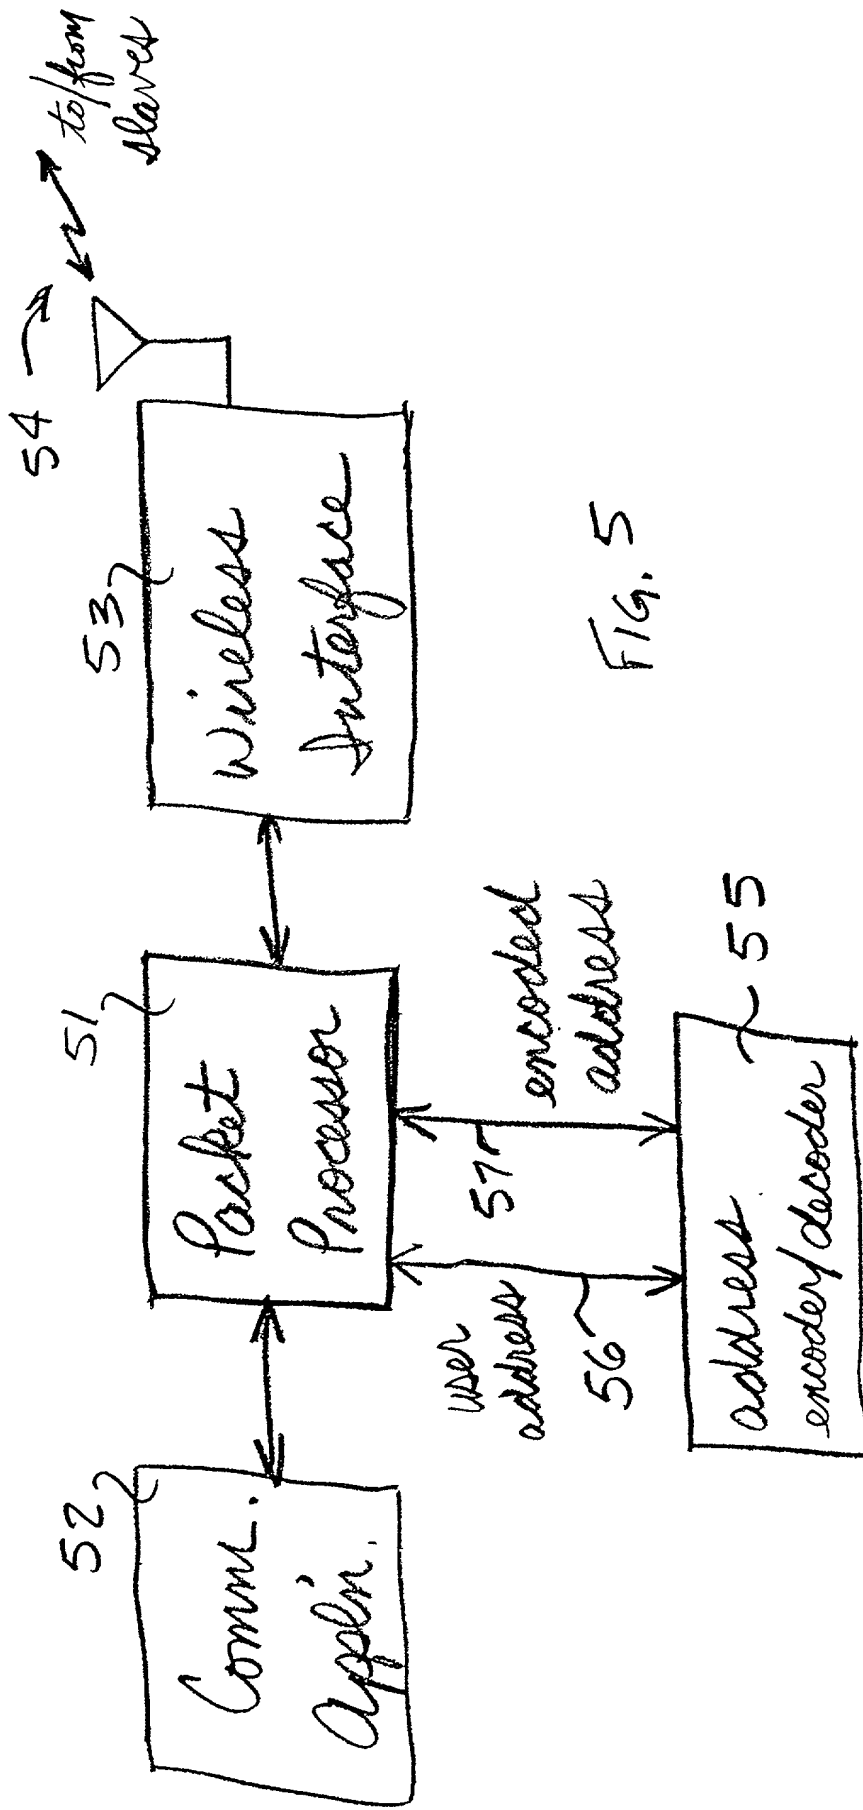 54
to/from
slaves
52
Comm.
Appl'n.
51
Packet
Processor
53
Wireless
Interface
user
address
56
57
encoded
address
address
encoder/decoder
55
FIG. 5